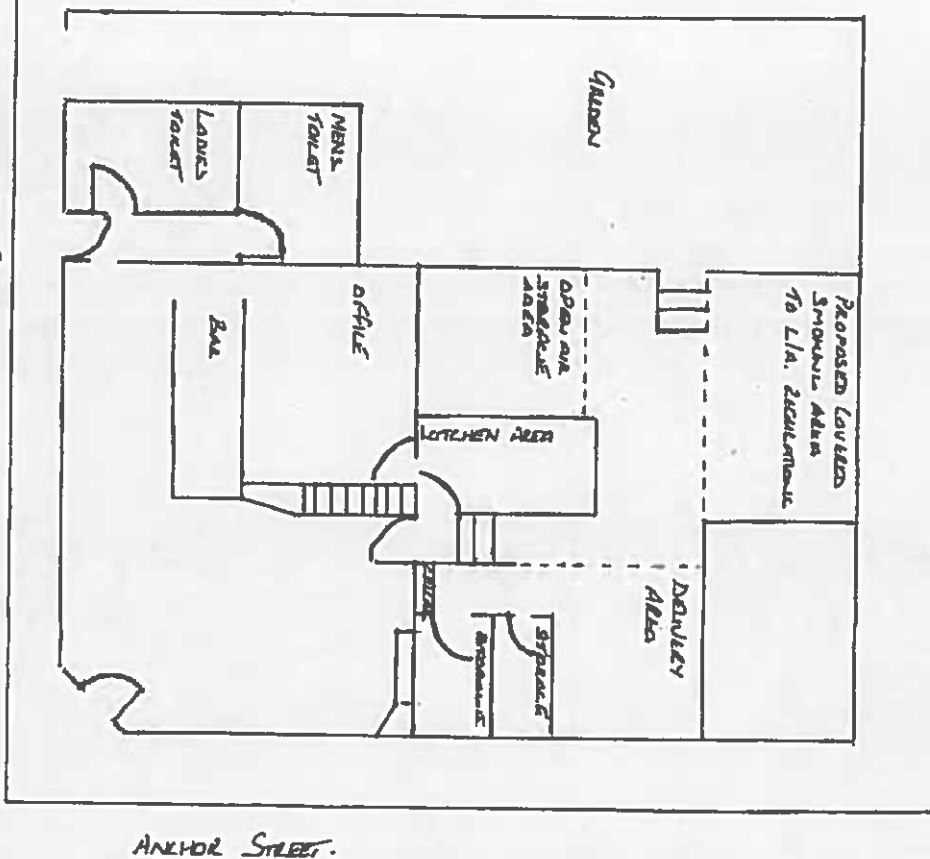 GARDEN
MENS
TOILET
LADIES
TOILET
PROPOSED COVERED
SMOKING AREA
TO L/A. REGULATIONS
OPEN AIR
STORAGE
AREA
OFFICE
BAR
KITCHEN AREA
DELIVERY
AREA
STORAGE
STORAGE
ANCHOR STREET.